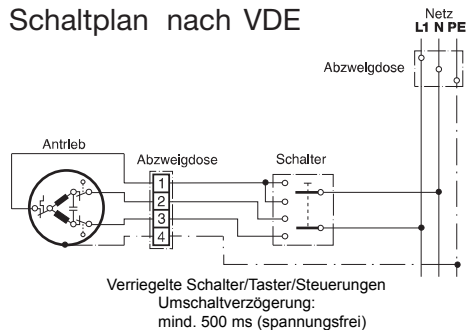 Schaltplan nach VDE
Netz
L1 N PE
Abzweigdose
Antrieb
Abzweigdose
Schalter
1
2
3
4
Verriegelte Schalter/Taster/Steuerungen
Umschaltverzögerung:
mind. 500 ms (spannungsfrei)